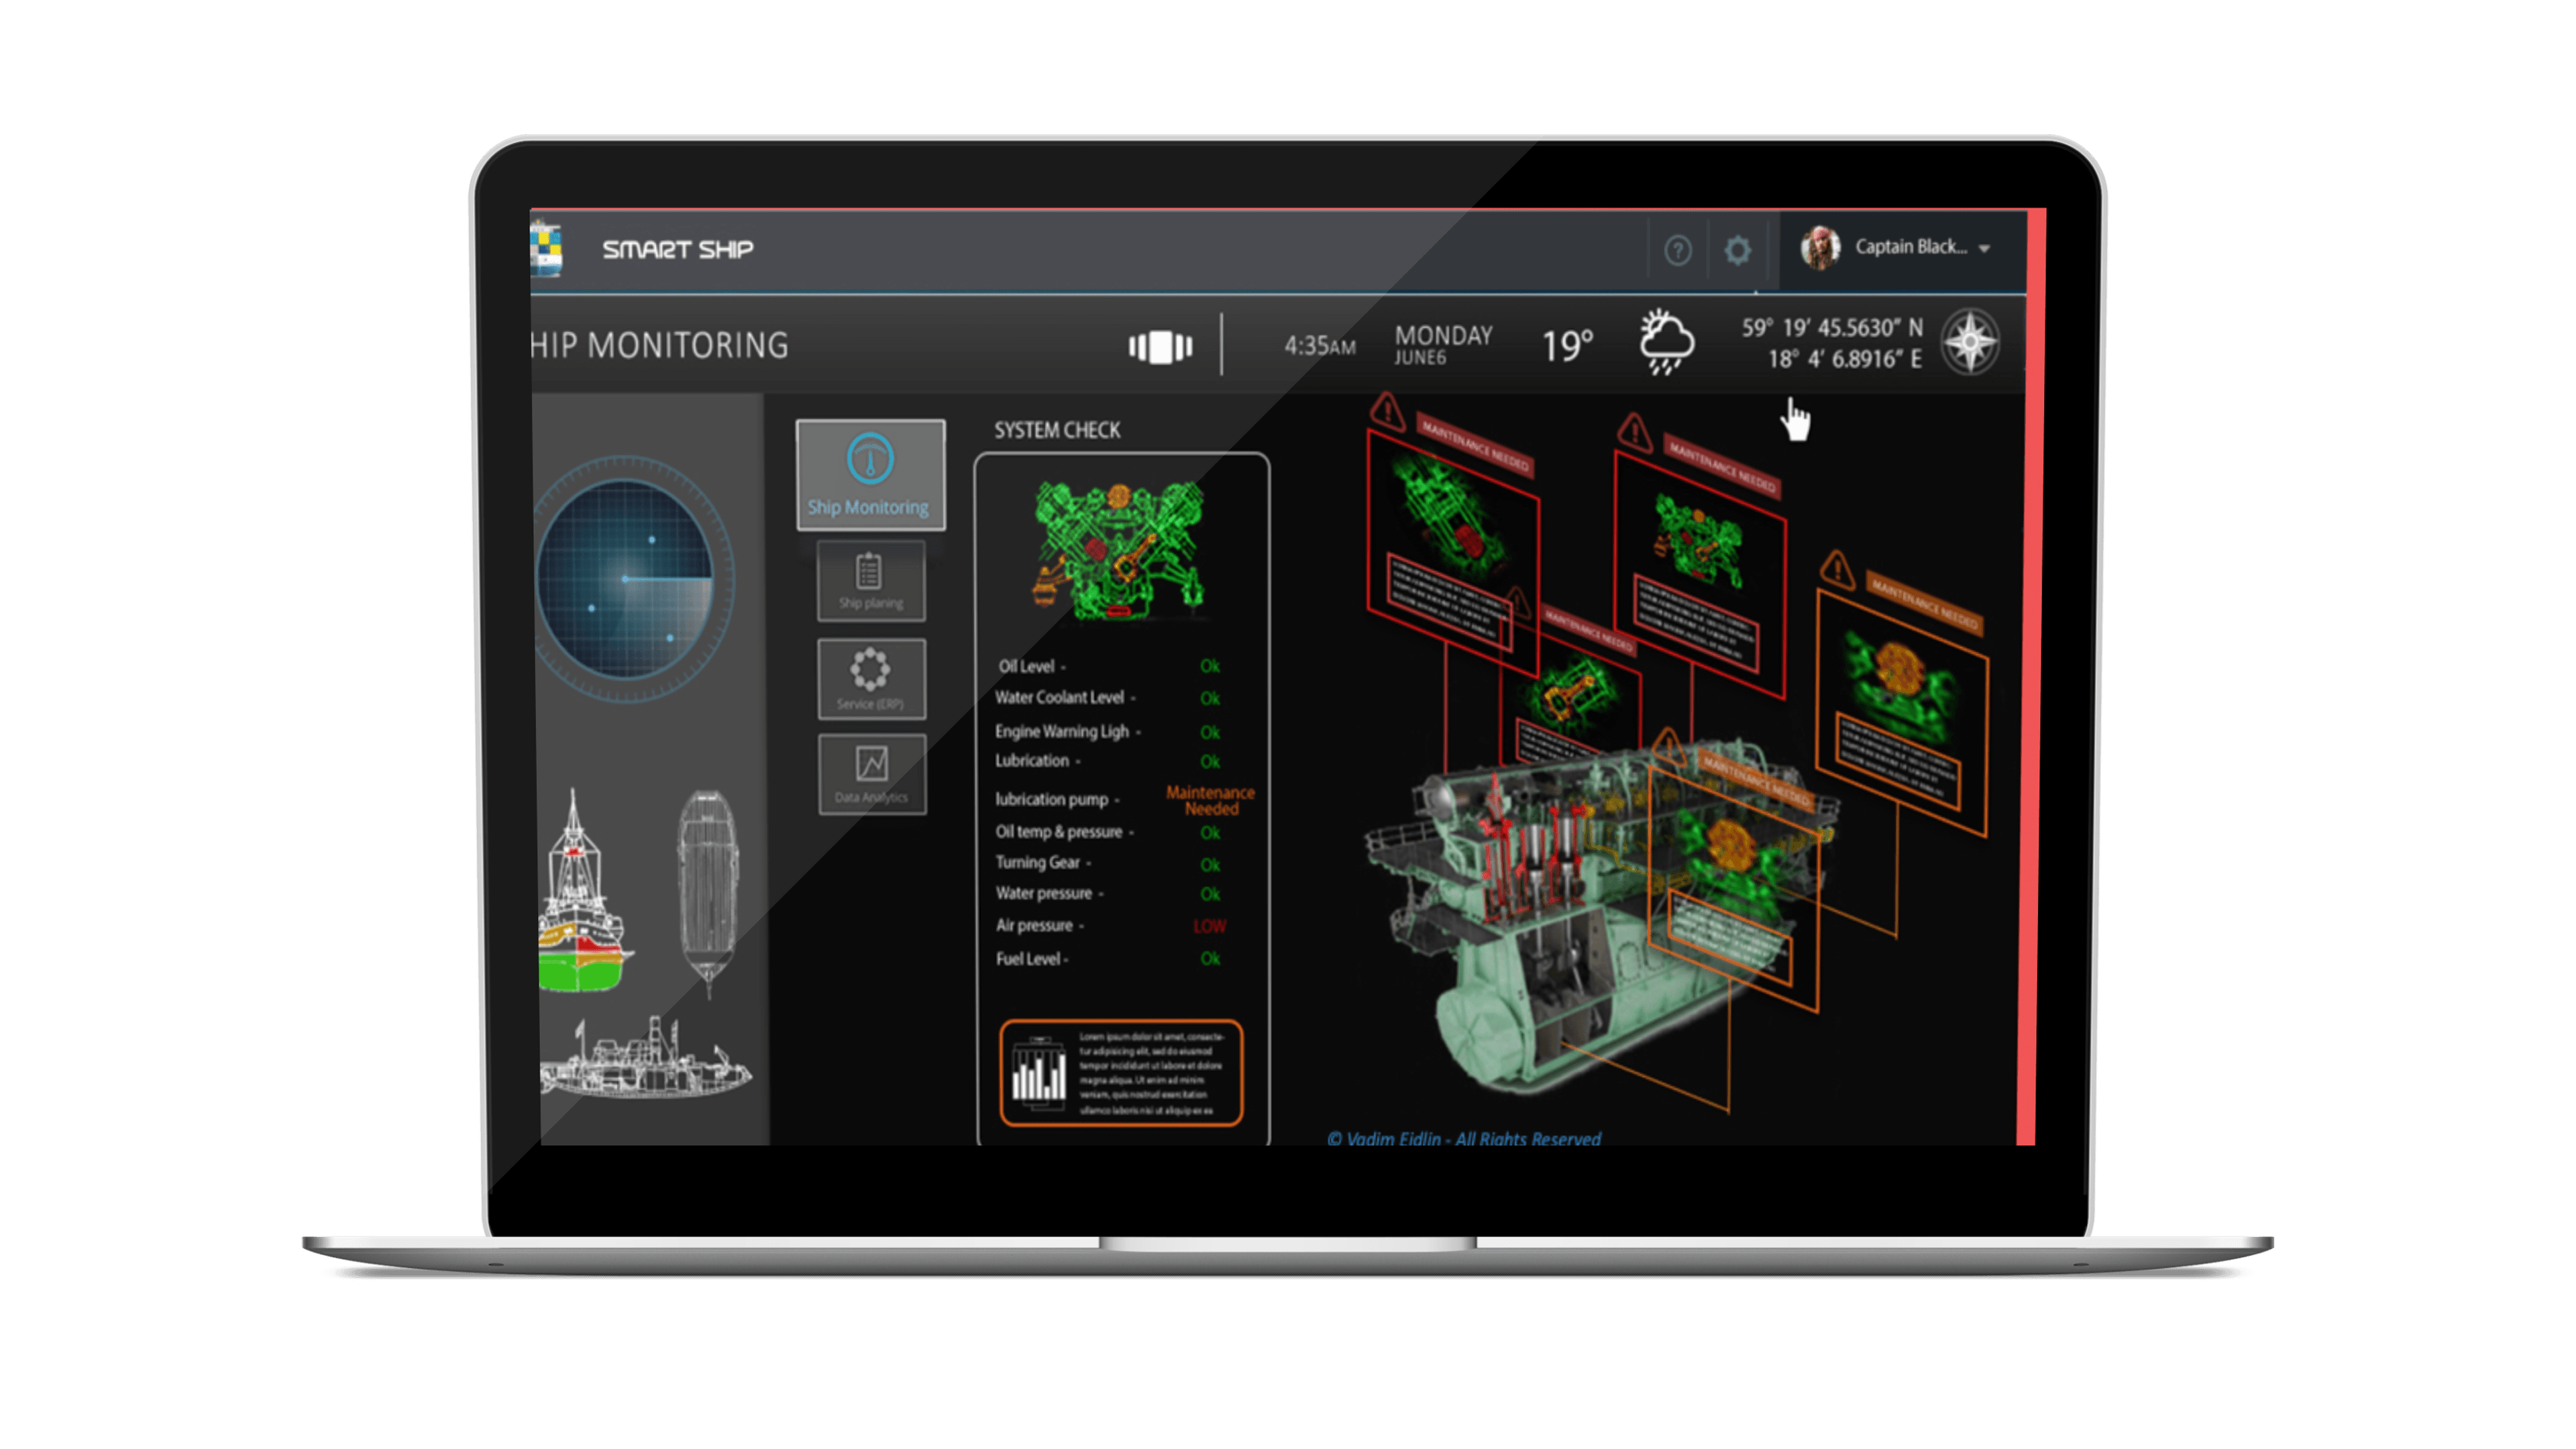 SMART SHIP
?
Captain Black...
HIP MONITORING
4:35AM
MONDAY
JUNE6
19°
59° 19' 45.5630" N
18° 4' 6.8916" E
Ship Monitoring
Ship planing
Service (ERP)
Data Analytics
SYSTEM CHECK
Oil Level - Ok
Water Coolant Level - Ok
Engine Warning Ligh - Ok
Lubrication - Ok
lubrication pump - Maintenance
Needed
Oil temp & pressure - Ok
Turning Gear - Ok
Water pressure - Ok
Air pressure - LOW
Fuel Level - Ok
Lorem ipsum dolor sit amet, consecte-
tur adipisicing elit, sed do eiusmod
tempor incididunt ut labore et dolore
magna aliqua. Ut enim ad minim
veniam, quis nostrud exercitation
ullamco laboris nisi ut aliquip ex ea
MAINTENANCE NEEDED
MAINTENANCE NEEDED
MAINTENANCE NEEDED
MAINTENANCE NEEDED
MAINTENANCE NEEDED
© Vadim Eidlin - All Rights Reserved